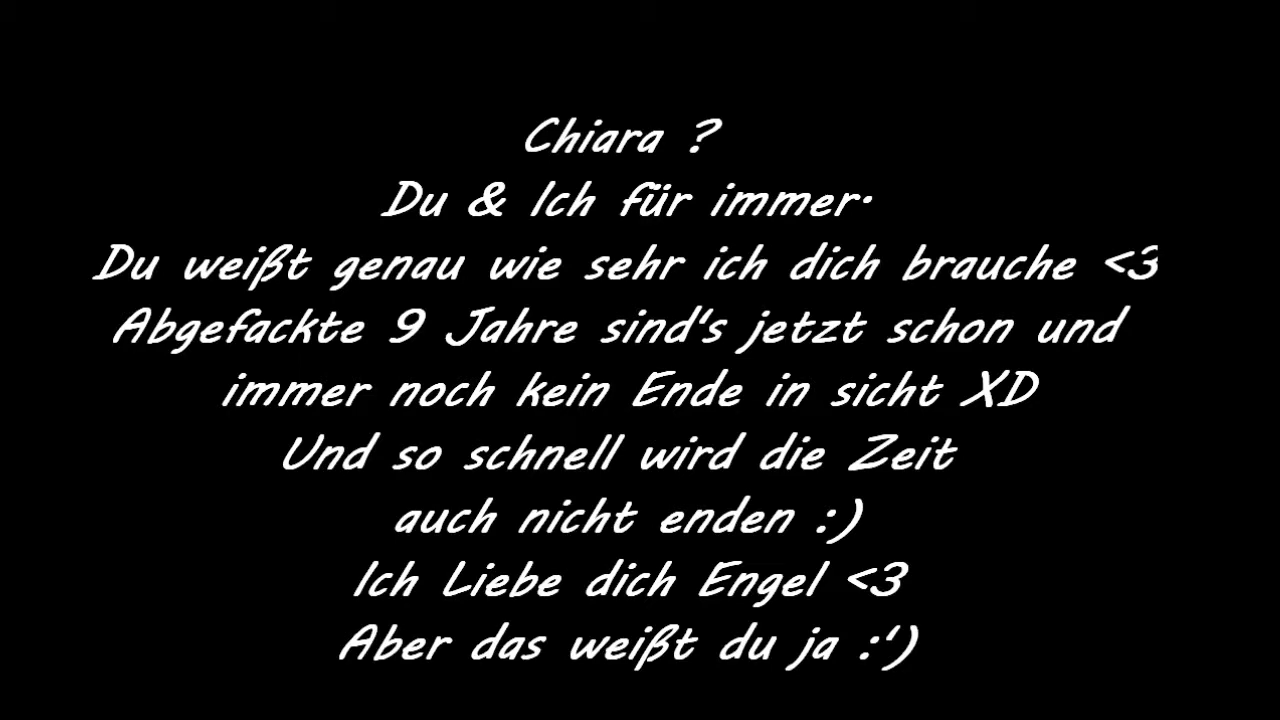 Chiara ?
Du & Ich für immer.
Du weißt genau wie sehr ich dich brauche <3
Abgefackte 9 Jahre sind's jetzt schon und
immer noch kein Ende in sicht XD
Und so schnell wird die Zeit
auch nicht enden :)
Ich Liebe dich Engel <3
Aber das weißt du ja :')